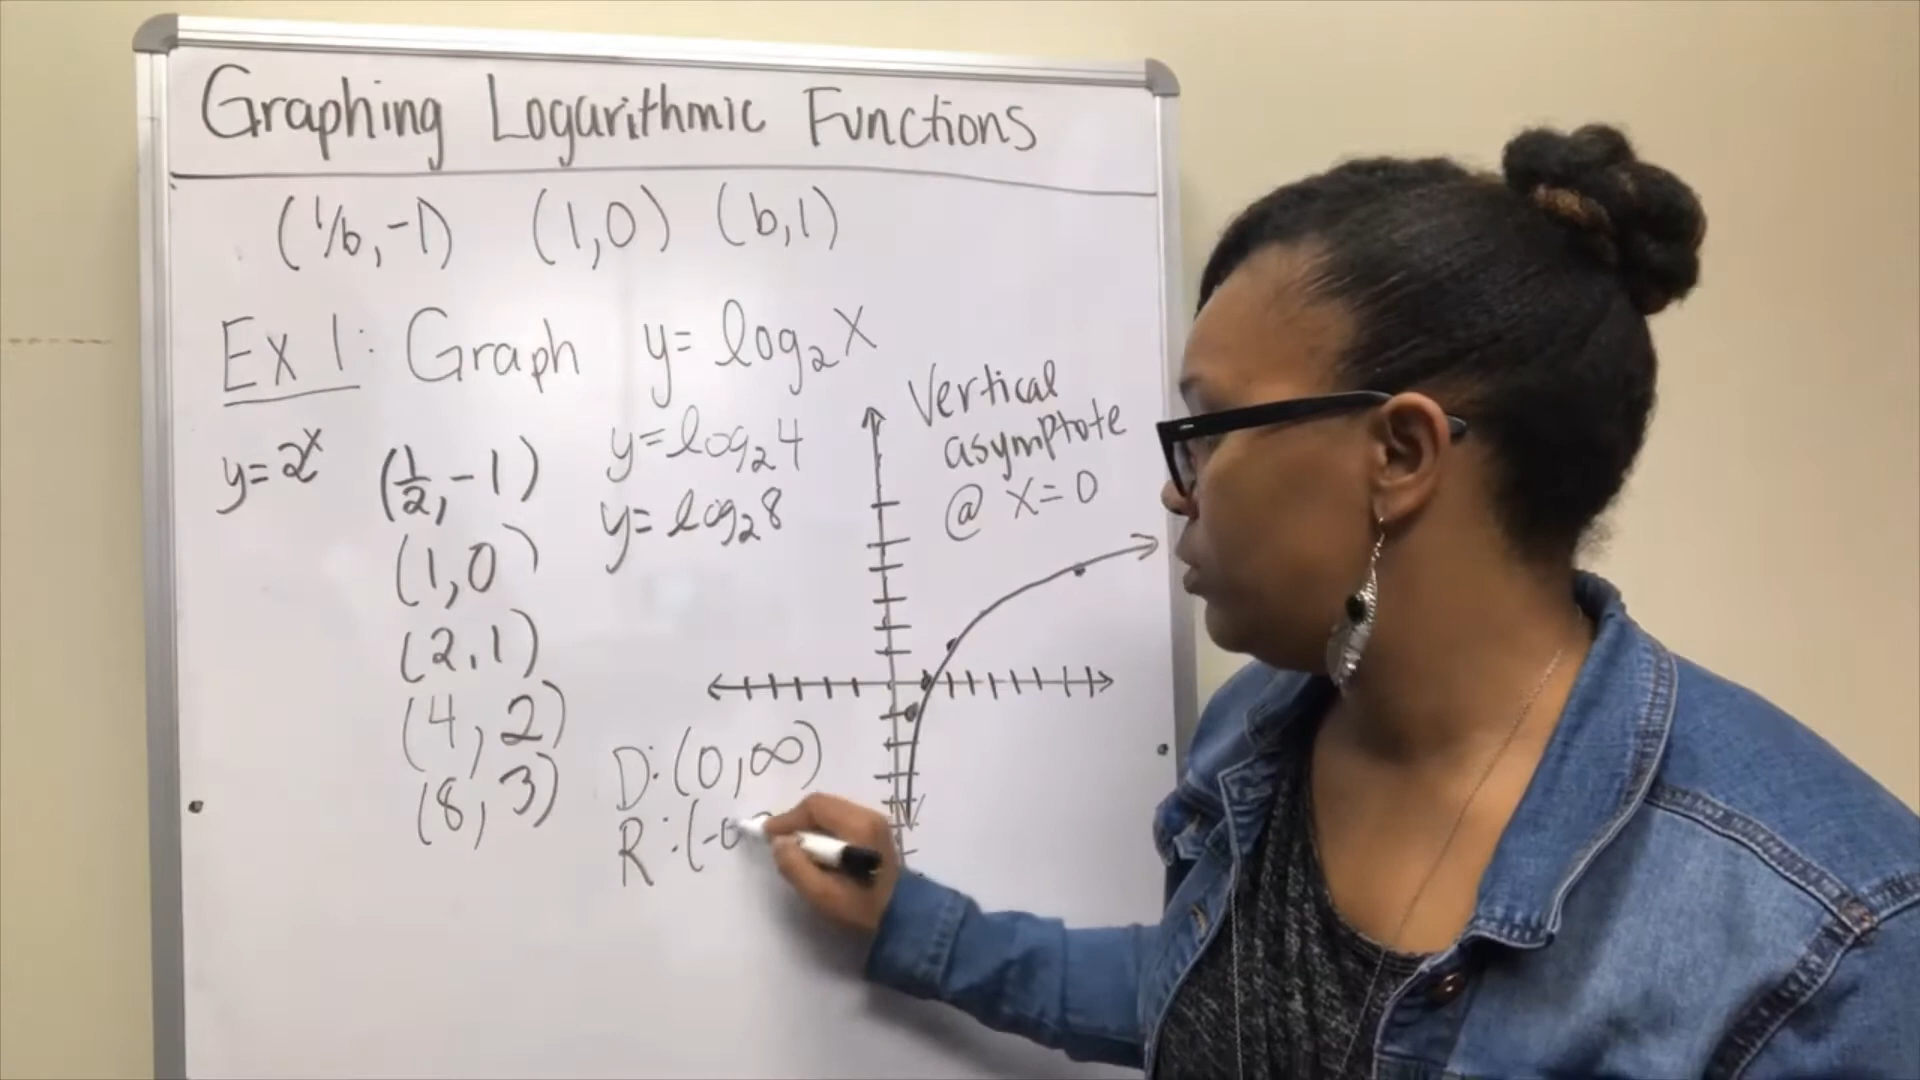 Graphing Logarithmic Functions
(1/b, -1) (1,0) (b,1)
Ex 1: Graph y = log₂x
y=2ˣ
(1/2, -1)
(1,0)
(2,1)
(4,2)
(8,3)
y=log₂4
y=log₂8
Vertical
asymptote
@ x=0
D: (0,∞)
R: (-